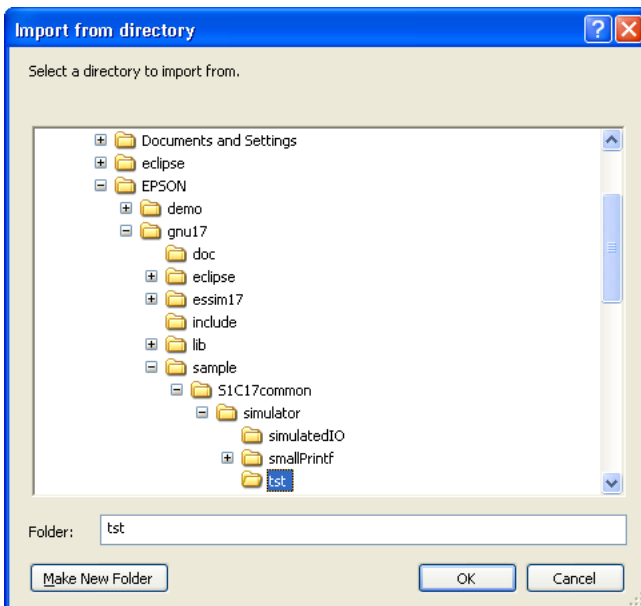 Import from directory
Select a directory to import from.
Documents and Settings
eclipse
EPSON
demo
gnu17
doc
eclipse
essim17
include
lib
sample
S1C17common
simulator
simulatedIO
smallPrintf
tst
Folder: tst
Make New Folder OK Cancel